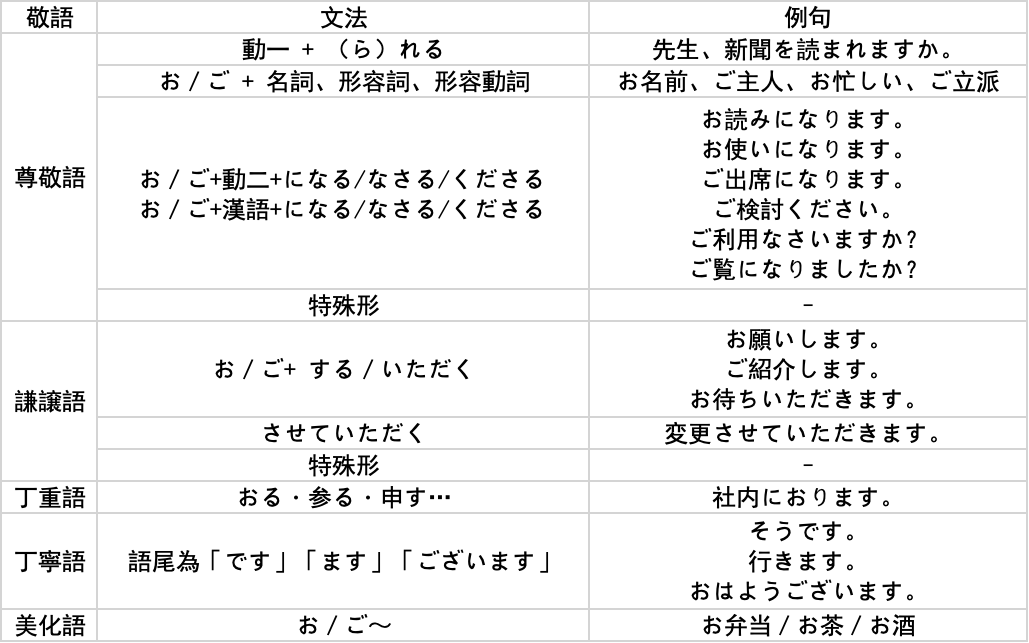 敬語 文法 例句
尊敬語
動一 + （ら）れる 先生、新聞を読まれますか。
お / ご + 名詞、形容詞、形容動詞 お名前、ご主人、お忙しい、ご立派
お / ご+動二+になる/なさる/くださる
お / ご+漢語+になる/なさる/くださる
お読みになります。
お使いになります。
ご出席になります。
ご検討ください。
ご利用なさいますか?
ご覧になりましたか?
特殊形 -
謙譲語
お / ご+ する / いただく
お願いします。
ご紹介します。
お待ちいただきます。
させていただく 変更させていただきます。
特殊形 -
丁重語 おる・参る・申す… 社内におります。
丁寧語 語尾為「です」「ます」「ございます」
そうです。
行きます。
おはようございます。
美化語 お / ご〜 お弁当 / お茶 / お酒